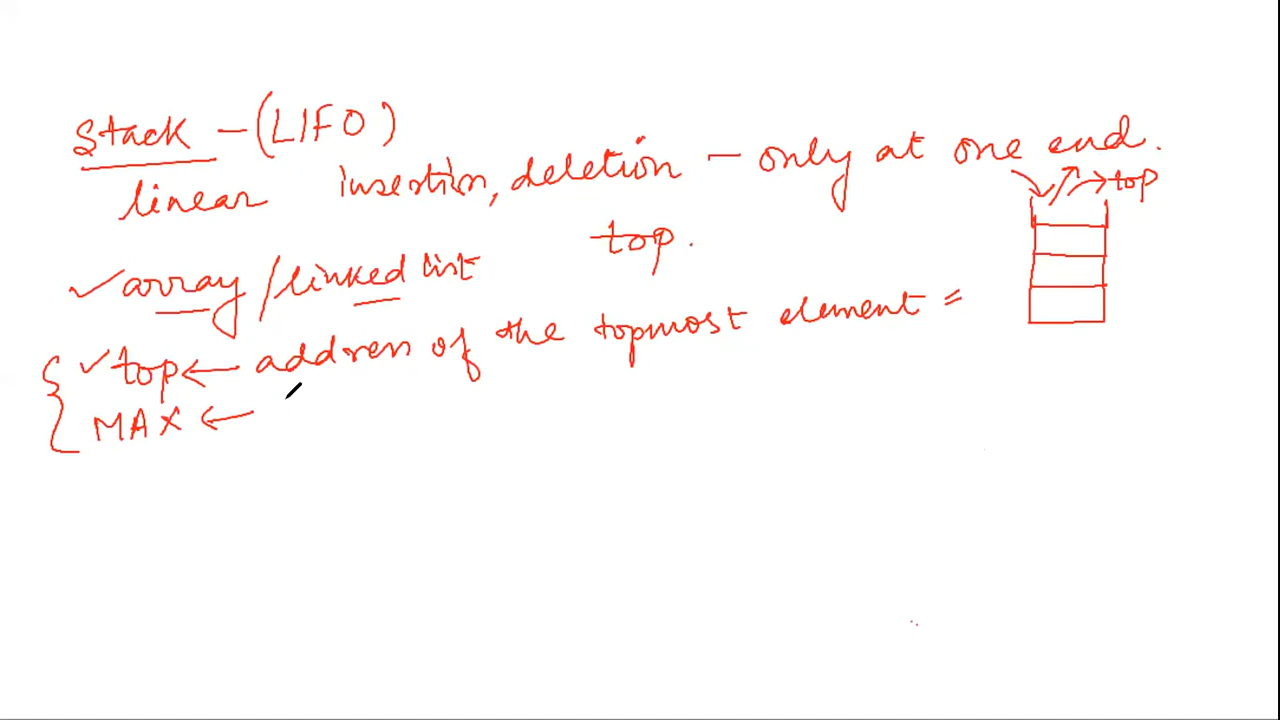 Stack - (LIFO)
linear insertion, deletion - only at one end.
top
top.
✓ array / linked list
✓ top ← address of the topmost element =
MAX ←